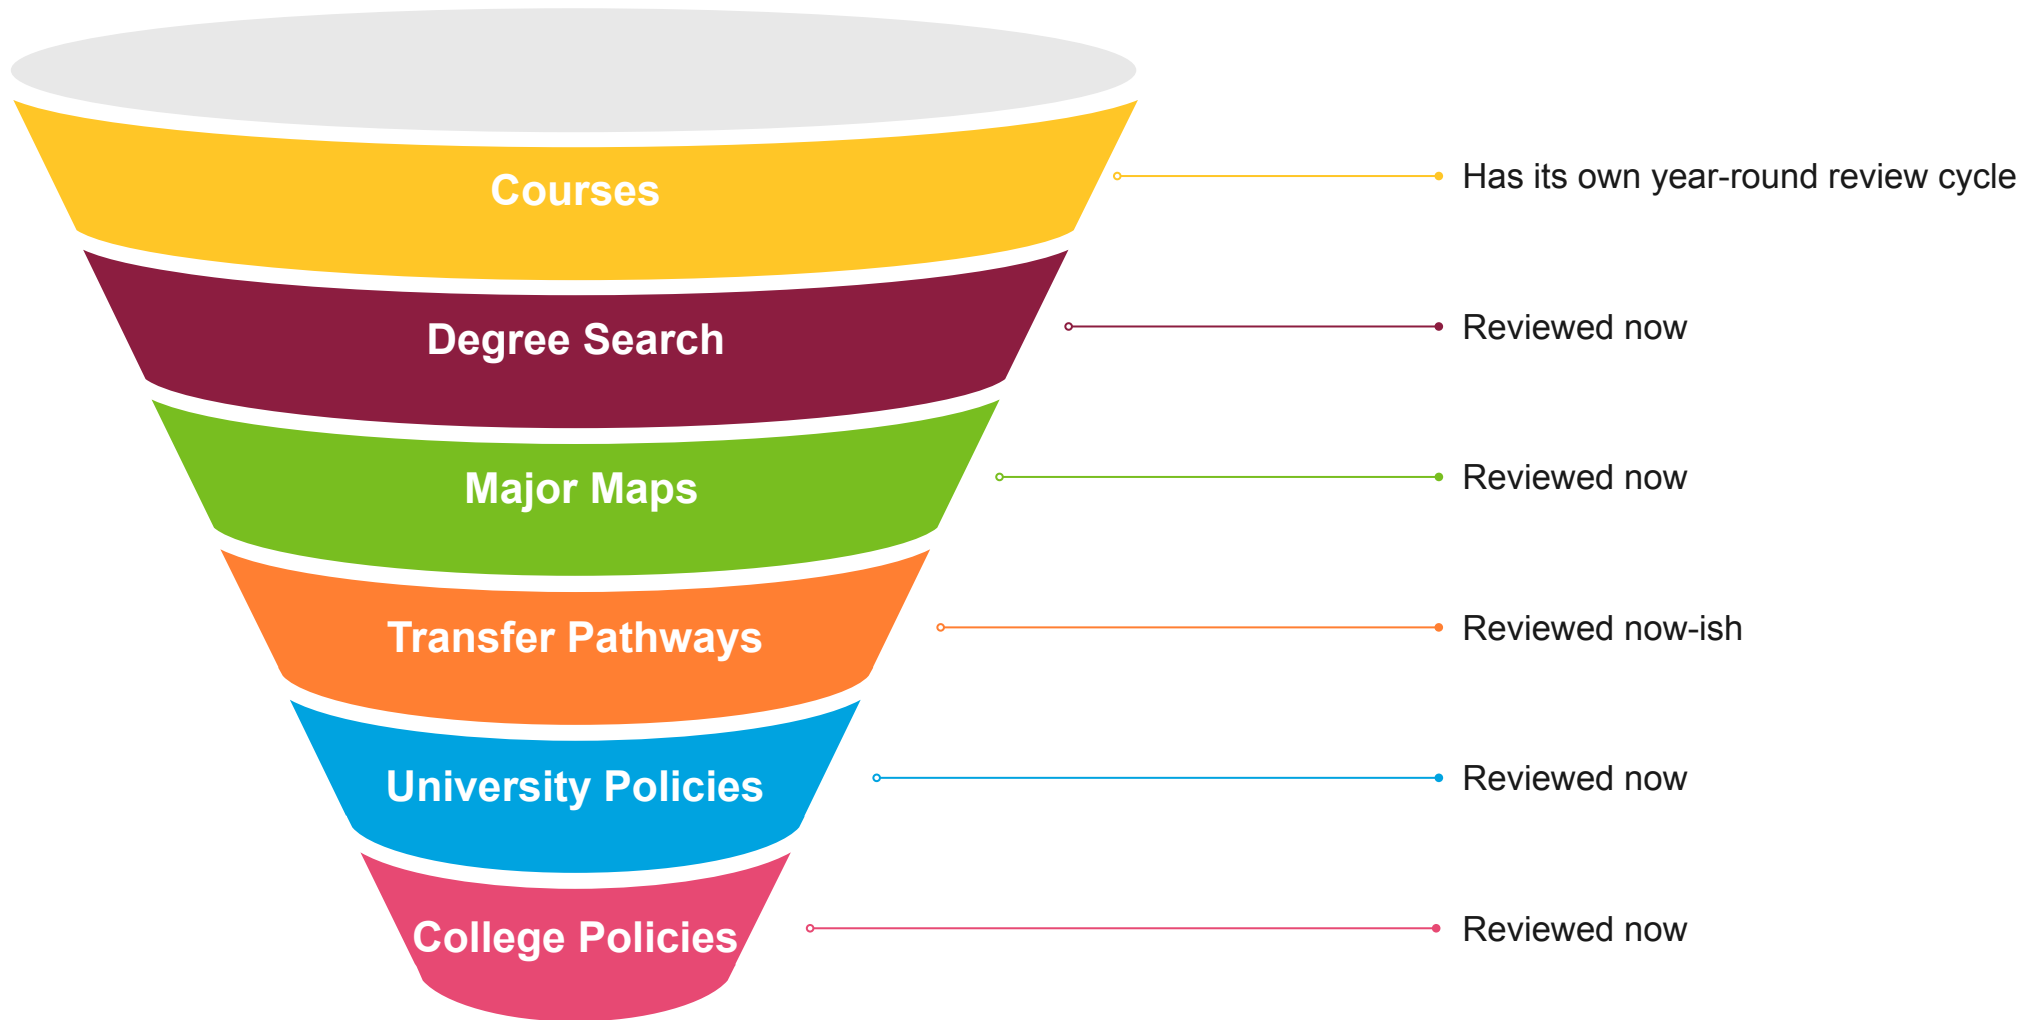 Courses
Has its own year-round review cycle
Degree Search
Reviewed now
Major Maps
Reviewed now
Transfer Pathways
Reviewed now-ish
University Policies
Reviewed now
College Policies
Reviewed now